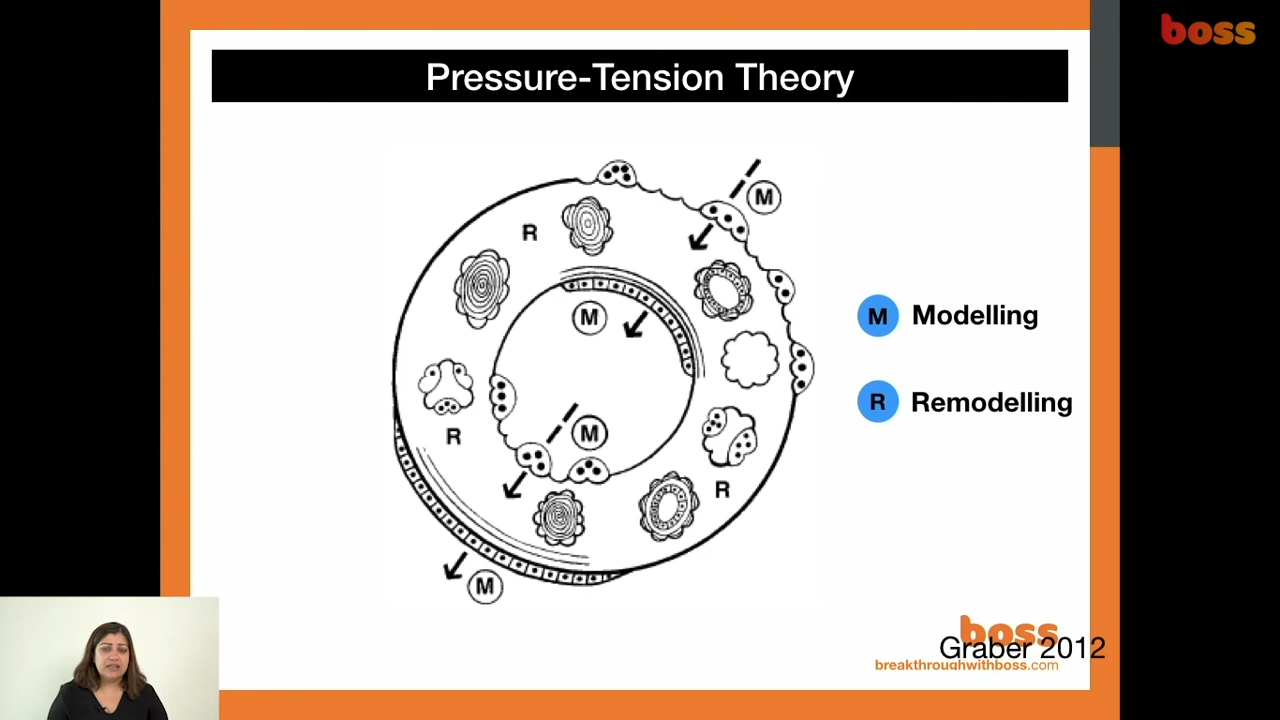 boss
Pressure-Tension Theory
M
R
M
M Modelling
M
R Remodelling
R
R
M
boss
Graber 2012
breakthroughwithboss.com